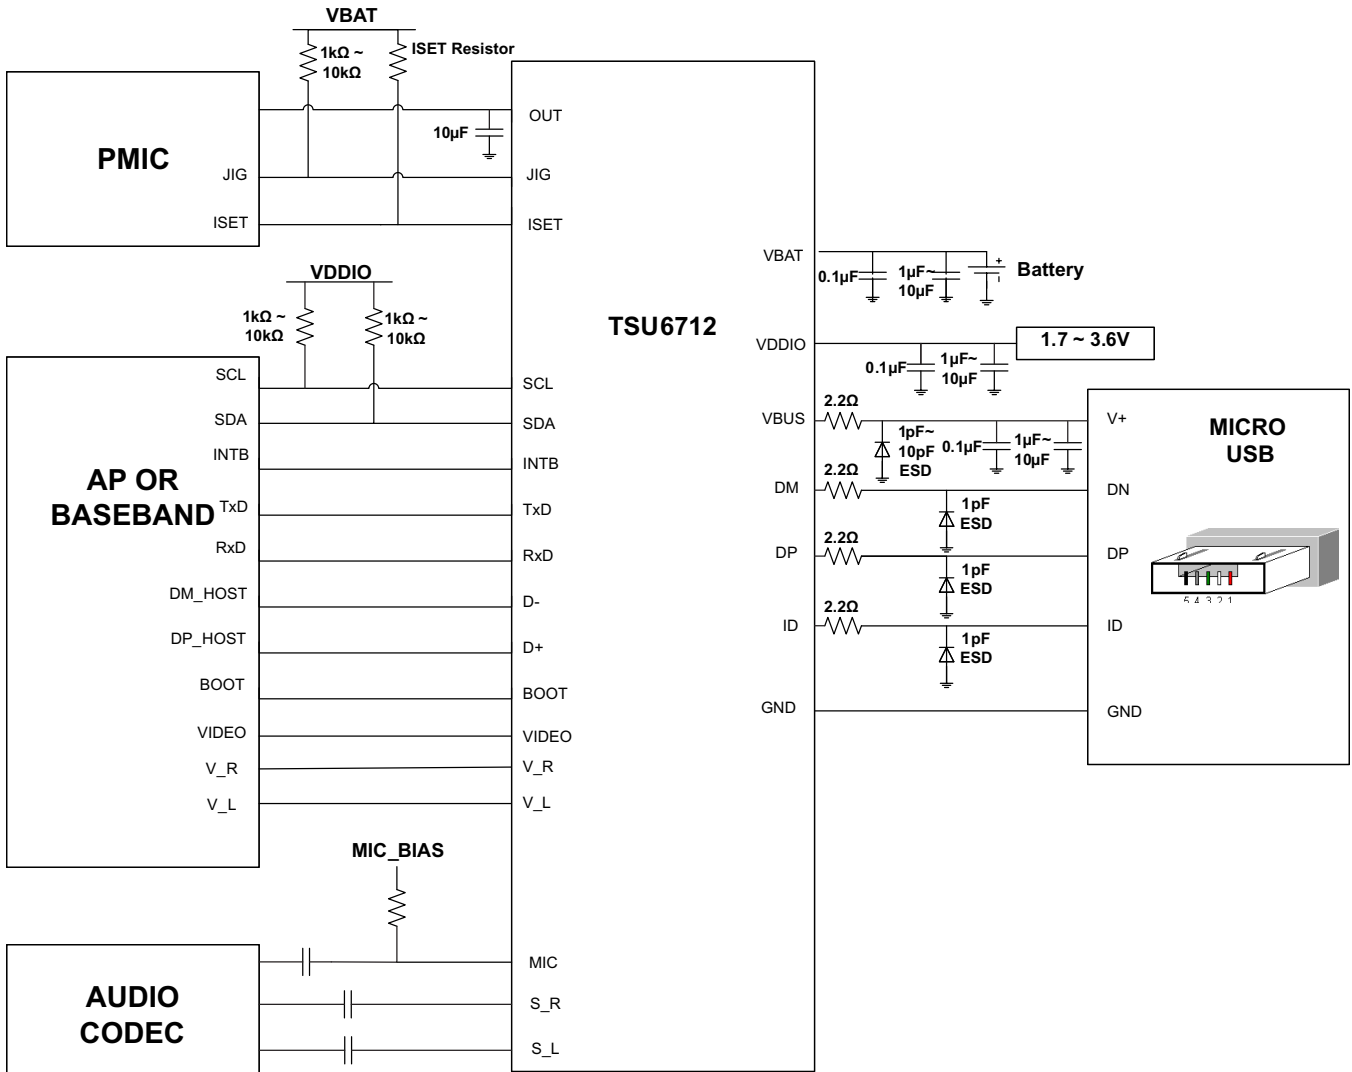 VBAT
1kΩ ~
10kΩ
ISET Resistor
PMIC
JIG
ISET
10µF
OUT
JIG
ISET
TSU6712
VDDIO
1kΩ ~
10kΩ
1kΩ ~
10kΩ
AP OR
BASEBAND
SCL
SDA
INTB
TxD
RxD
DM_HOST
DP_HOST
BOOT
VIDEO
V_R
V_L
SCL
SDA
INTB
TxD
RxD
D-
D+
BOOT
VIDEO
V_R
V_L
MIC_BIAS
AUDIO
CODEC
MIC
S_R
S_L
VBAT
0.1µF
1µF~
10µF
+
-
Battery
VDDIO
0.1µF
1µF~
10µF
1.7 ~ 3.6V
VBUS
2.2Ω
1pF~
10pF
ESD
0.1µF
1µF~
10µF
V+
MICRO
USB
DM
2.2Ω
1pF
ESD
DN
DP
2.2Ω
1pF
ESD
DP
5 4 3 2 1
ID
2.2Ω
1pF
ESD
ID
GND
GND